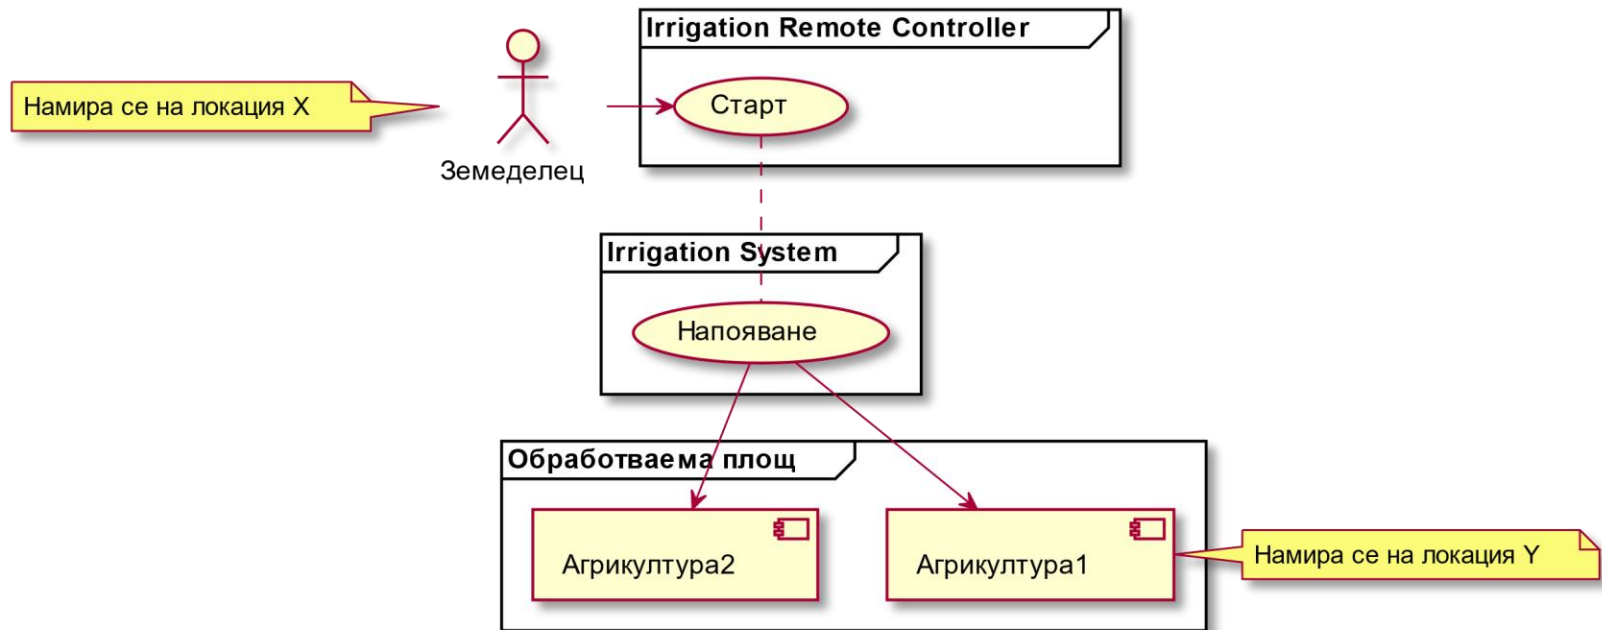 Irrigation Remote Controller
Намира се на локация X
Старт
Земеделец
Irrigation System
Напояване
Обработваема площ
Агрикултура2
Агрикултура1
Намира се на локация Y